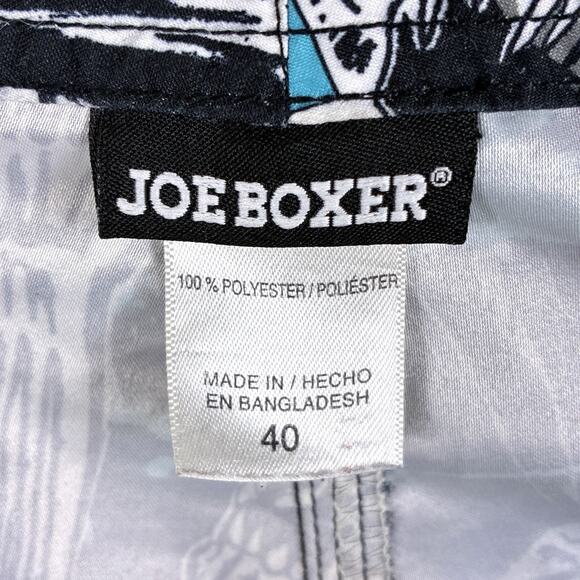 JOE BOXER®
100 % POLYESTER / POLIÉSTER
MADE IN / HECHO
EN BANGLADESH
40